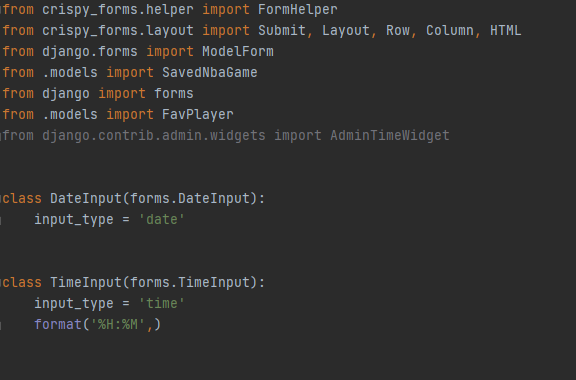 from crispy_forms.helper import FormHelper
from crispy_forms.layout import Submit, Layout, Row, Column, HTML
from django.forms import ModelForm
from .models import SavedNbaGame
from django import forms
from .models import FavPlayer
from django.contrib.admin.widgets import AdminTimeWidget
class DateInput(forms.DateInput):
    input_type = 'date'
class TimeInput(forms.TimeInput):
    input_type = 'time'
    format('%H:%M',)